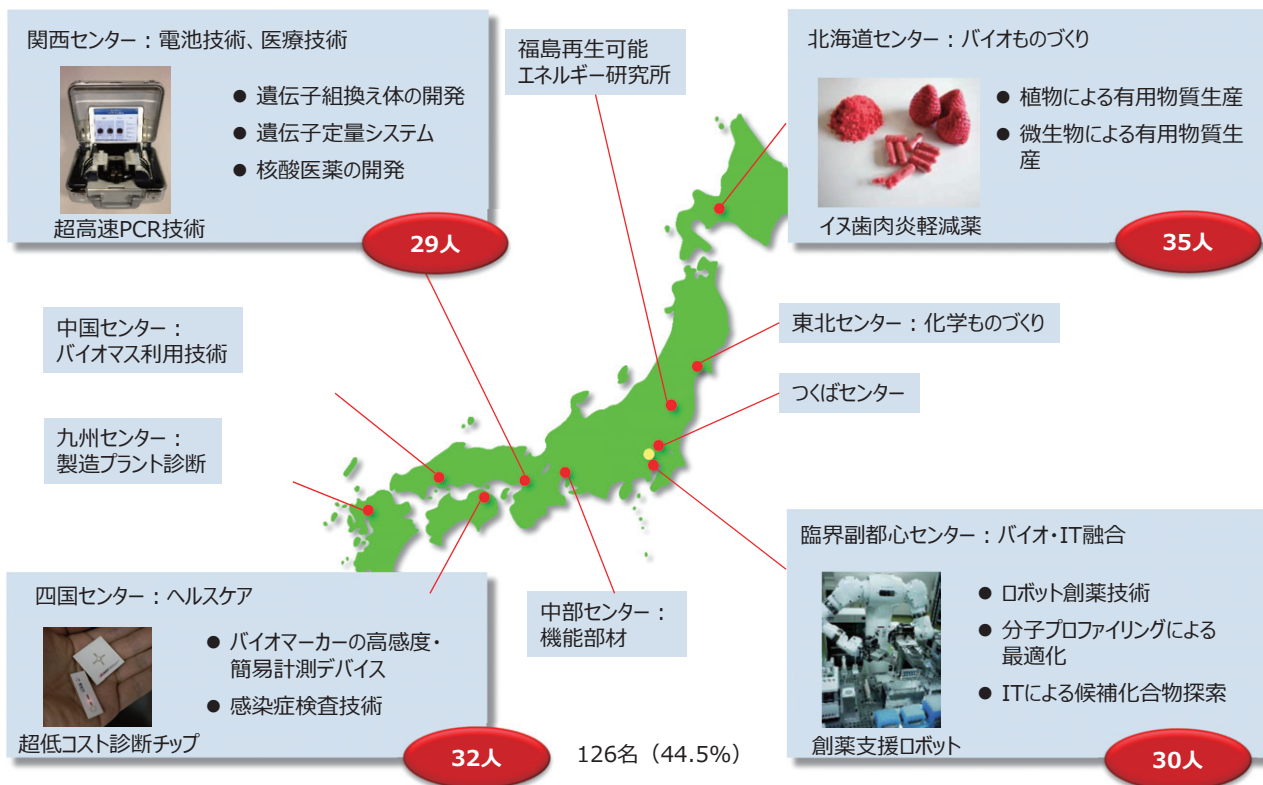 関西センター：電池技術、医療技術
● 遺伝子組換え体の開発
● 遺伝子定量システム
● 核酸医薬の開発
超高速PCR技術
29人
福島再生可能
エネルギー研究所
北海道センター：バイオものづくり
● 植物による有用物質生産
● 微生物による有用物質生
産
イヌ歯肉炎軽減薬
35人
中国センター：
バイオマス利用技術
東北センター：化学ものづくり
つくばセンター
九州センター：
製造プラント診断
四国センター：ヘルスケア
● バイオマーカーの高感度・
簡易計測デバイス
● 感染症検査技術
超低コスト診断チップ
32人
中部センター：
機能部材
126名（44.5%）
臨界副都心センター：バイオ・IT融合
● ロボット創薬技術
● 分子プロファイリングによる
最適化
● ITによる候補化合物探索
創薬支援ロボット
30人